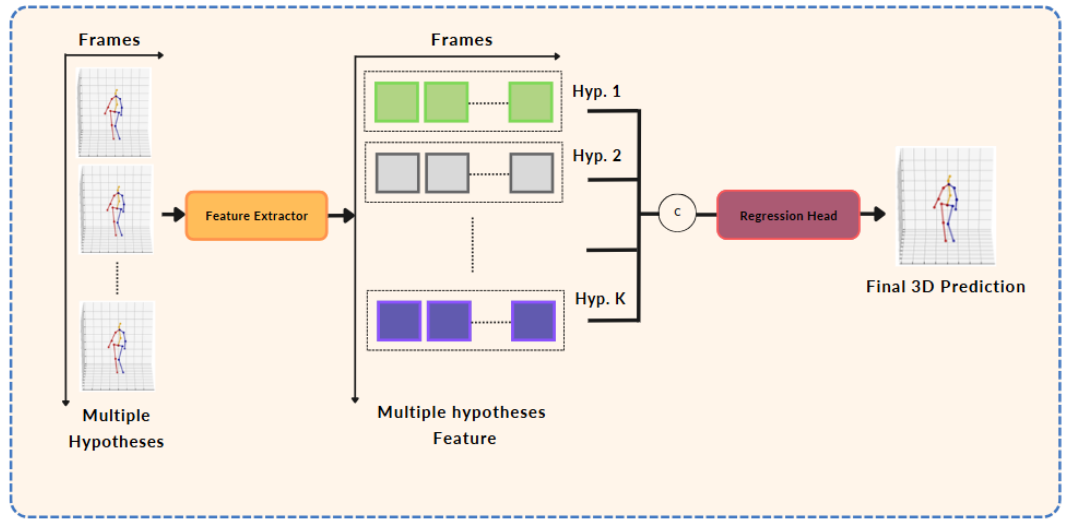 Frames
Frames
Hyp. 1
Hyp. 2
Feature Extractor
C
Regression Head
Final 3D Prediction
Hyp. K
Multiple
Hypotheses
Multiple hypotheses
Feature